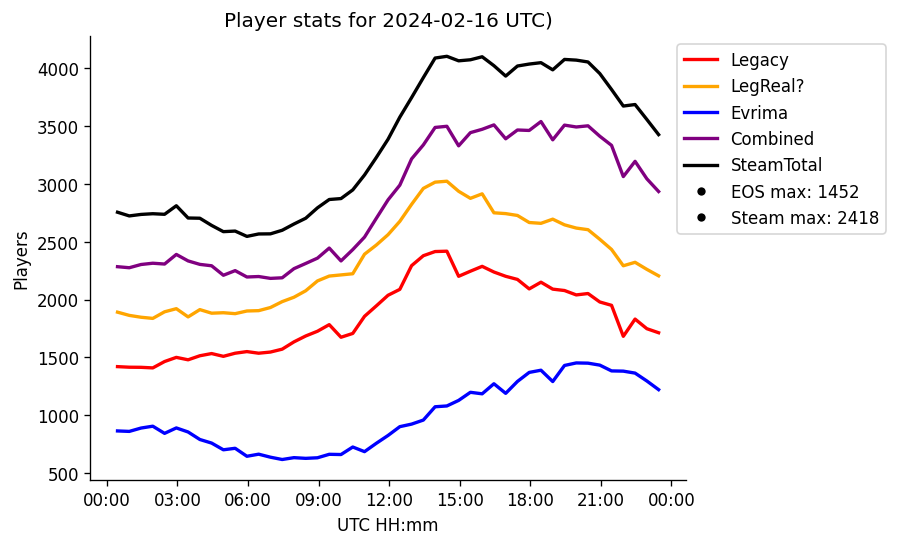 Player stats for 2024-02-16 UTC)
Legacy
LegReal?
Evrima
Combined
SteamTotal
EOS max: 1452
Steam max: 2418
Players
4000
3500
3000
2500
2000
1500
1000
500
00:00 03:00 06:00 09:00 12:00 15:00 18:00 21:00 00:00
UTC HH:mm